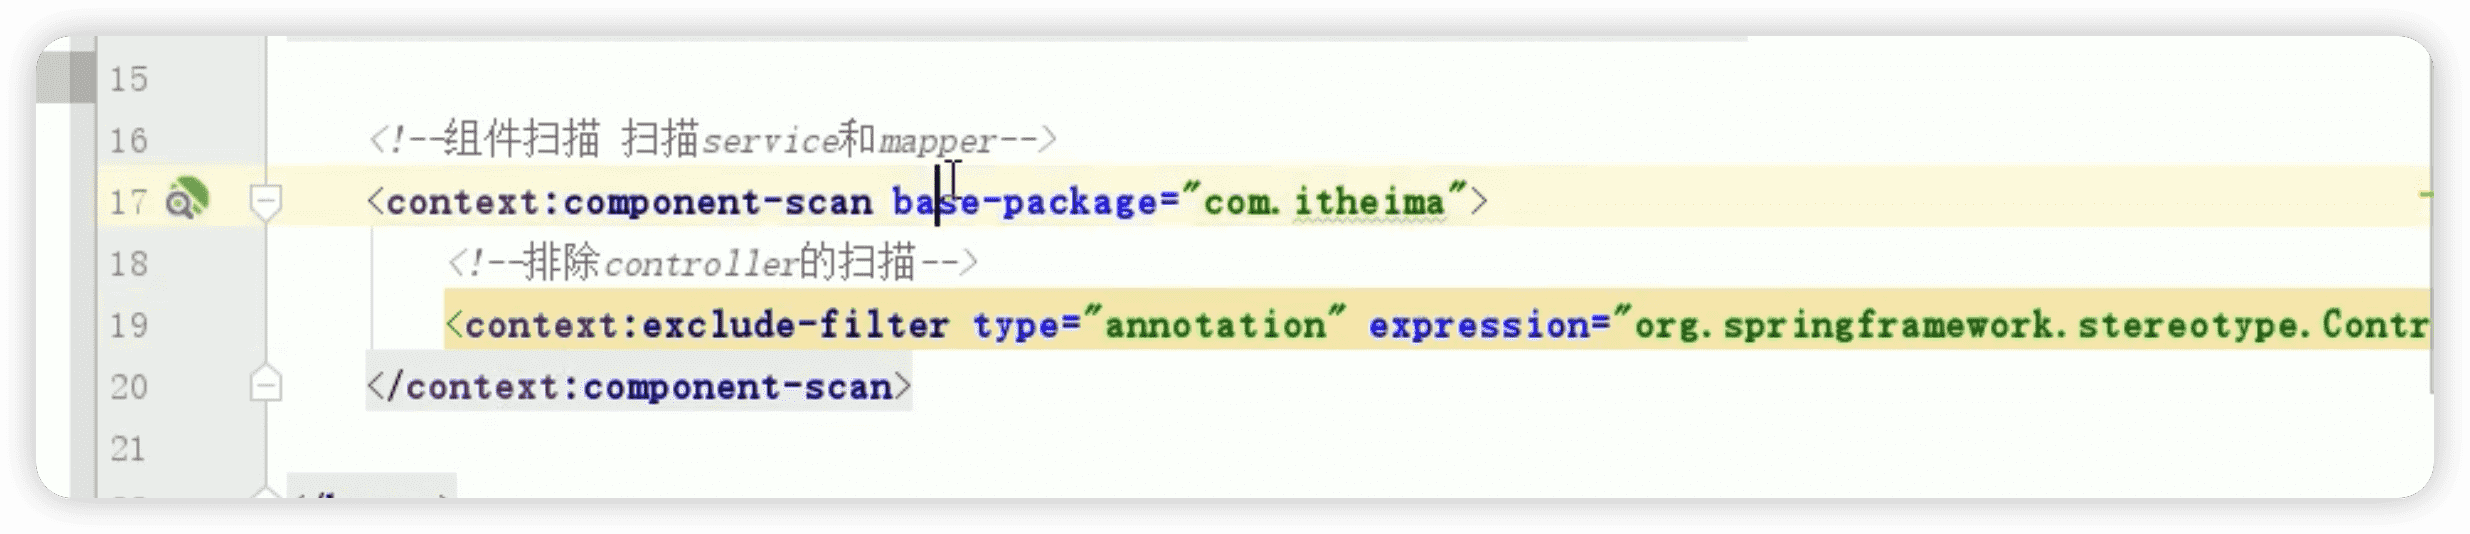 15
16 <!--组件扫描 扫描service和mapper-->
17 <context:component-scan base-package="com.itheima">
18 <!--排除controller的扫描-->
19 <context:exclude-filter type="annotation" expression="org.springframework.stereotype.Contr
20 </context:component-scan>
21